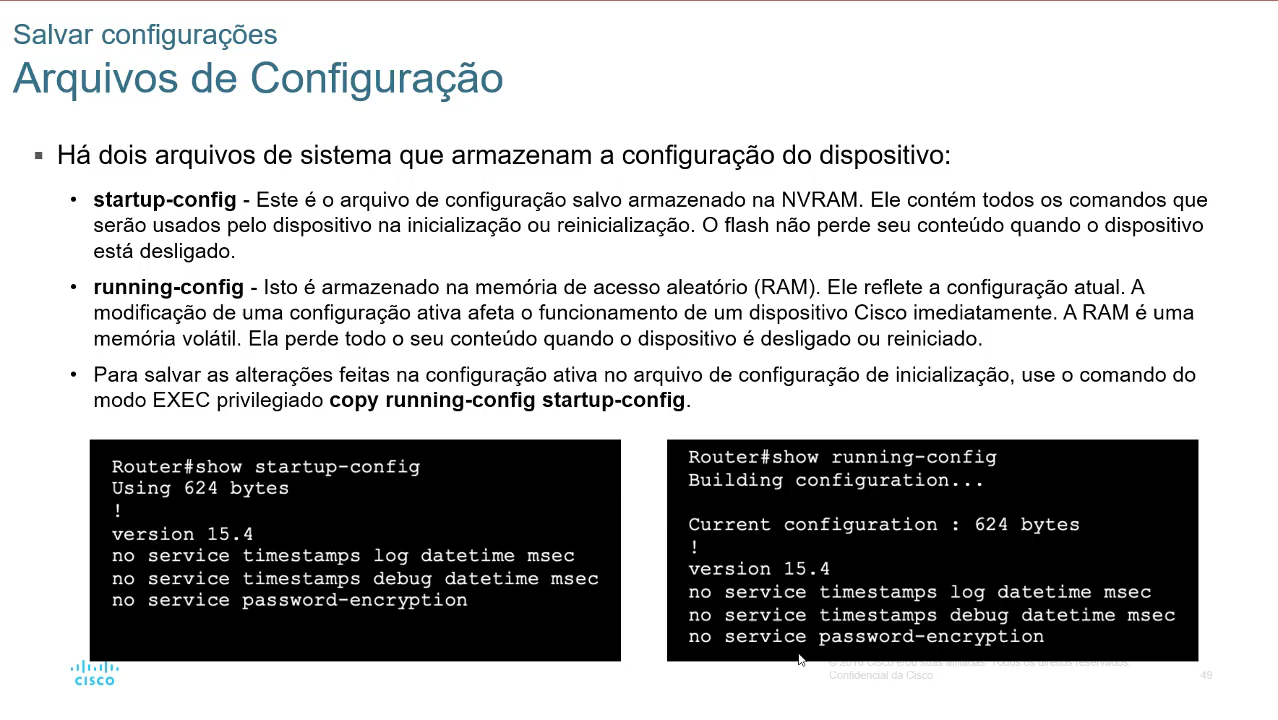 Salvar configurações
Arquivos de Configuração
▪ Há dois arquivos de sistema que armazenam a configuração do dispositivo:
• startup-config - Este é o arquivo de configuração salvo armazenado na NVRAM. Ele contém todos os comandos que
serão usados pelo dispositivo na inicialização ou reinicialização. O flash não perde seu conteúdo quando o dispositivo
está desligado.
• running-config - Isto é armazenado na memória de acesso aleatório (RAM). Ele reflete a configuração atual. A
modificação de uma configuração ativa afeta o funcionamento de um dispositivo Cisco imediatamente. A RAM é uma
memória volátil. Ela perde todo o seu conteúdo quando o dispositivo é desligado ou reiniciado.
• Para salvar as alterações feitas na configuração ativa no arquivo de configuração de inicialização, use o comando do
modo EXEC privilegiado copy running-config startup-config.
Router#show startup-config
Using 624 bytes
!
version 15.4
no service timestamps log datetime msec
no service timestamps debug datetime msec
no service password-encryption
Router#show running-config
Building configuration...
Current configuration : 624 bytes
!
version 15.4
no service timestamps log datetime msec
no service timestamps debug datetime msec
no service password-encryption
CISCO
Cisco e/ou suas afiliadas. Todos os direitos reservados.
Confidencial da Cisco
49